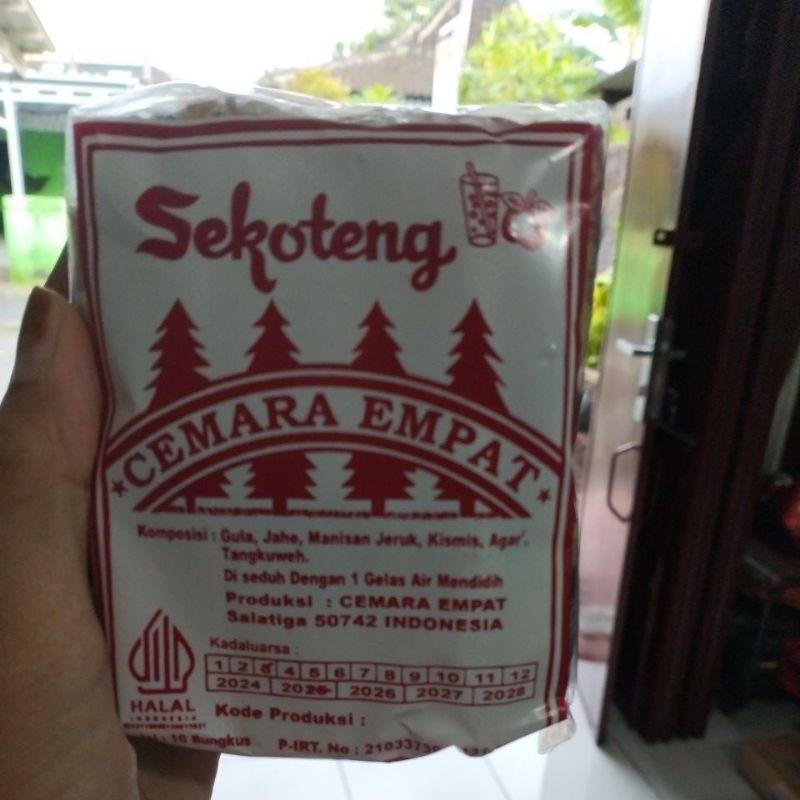 Sekoteng
CEMARA EMPAT
Komposisi : Gula, Jahe, Manisan Jeruk, Kismis, Agar',
Tangkuweh.
Di seduh Dengan 1 Gelas Air Mendidih
Produksi : CEMARA EMPAT
Salatiga 50742 INDONESIA
Kadaluarsa :
1 2 3 4 5 6 7 8 9 10 11 12
2024 2025 2026 2027 2028
HALAL
INDONESIA
Kode Produksi :
: 10 Bungkus P-IRT. No :